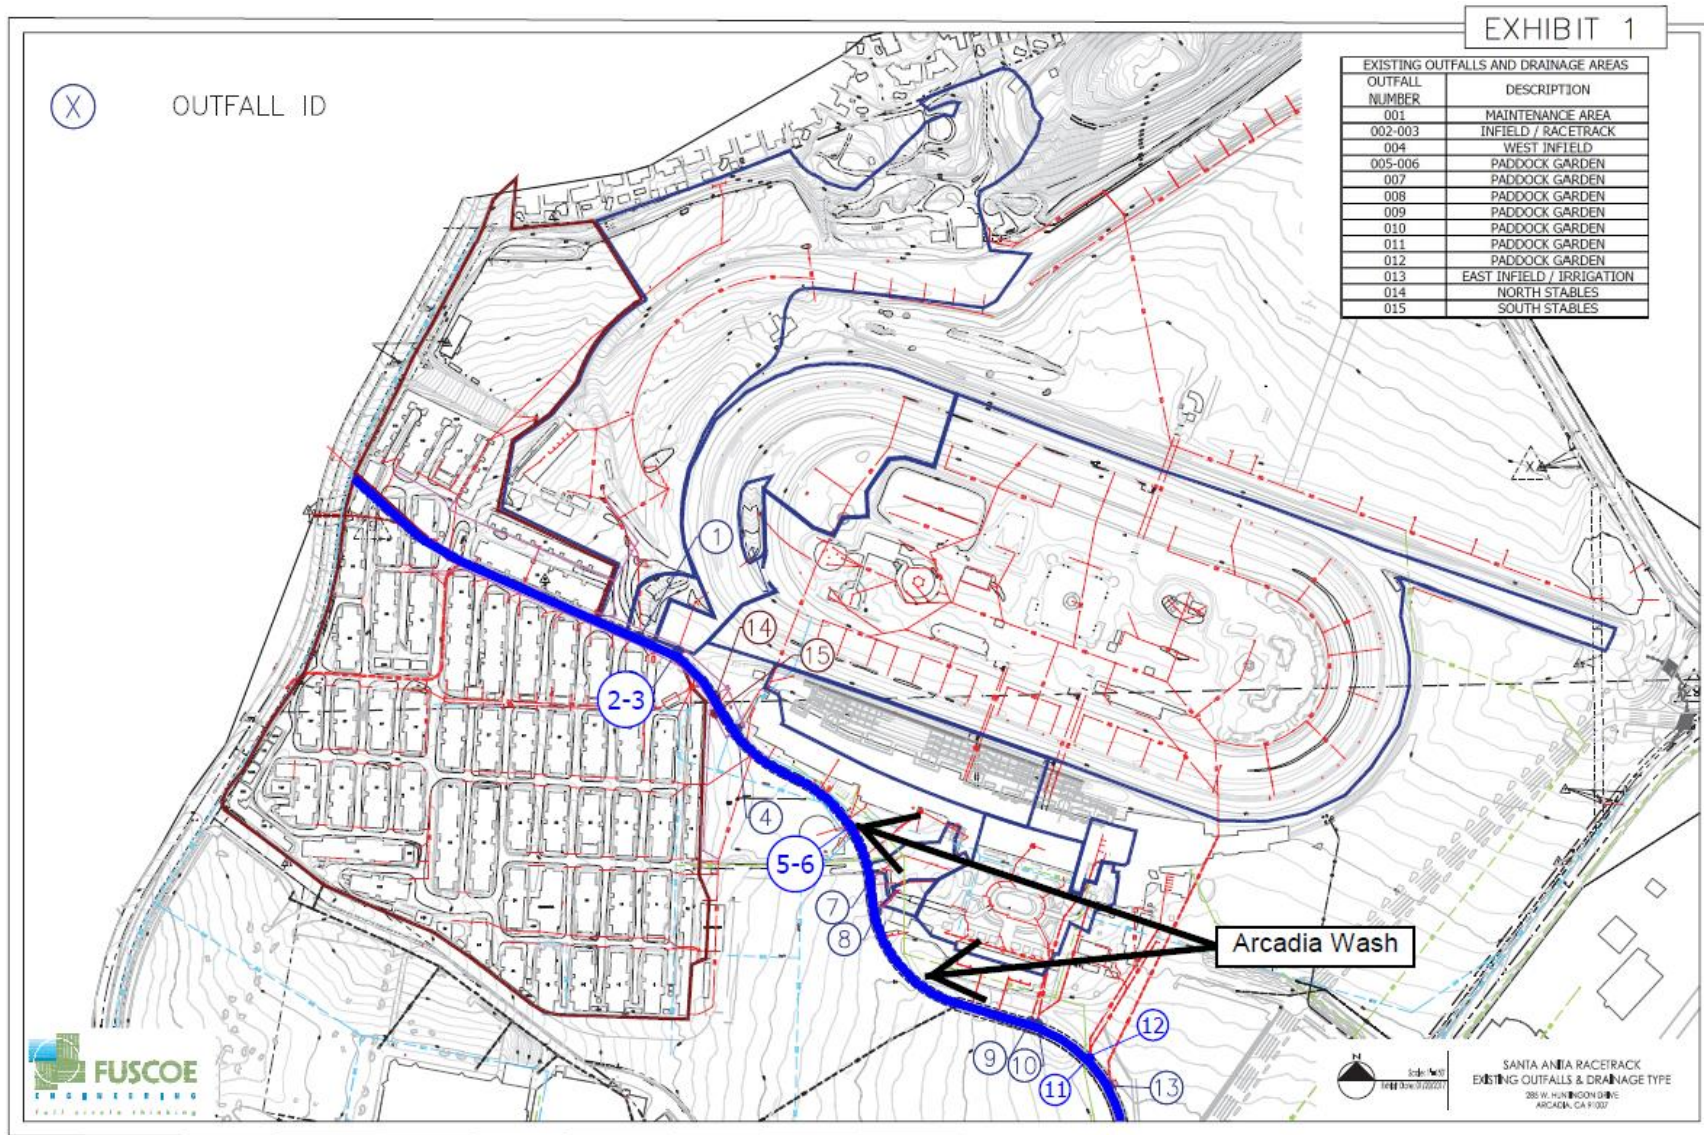 EXHIBIT 1
X OUTFALL ID
EXISTING OUTFALLS AND DRAINAGE AREAS
OUTFALL NUMBER DESCRIPTION
001 MAINTENANCE AREA
002-003 INFIELD / RACETRACK
004 WEST INFIELD
005-006 PADDOCK GARDEN
007 PADDOCK GARDEN
008 PADDOCK GARDEN
009 PADDOCK GARDEN
010 PADDOCK GARDEN
011 PADDOCK GARDEN
012 PADDOCK GARDEN
013 EAST INFIELD / IRRIGATION
014 NORTH STABLES
015 SOUTH STABLES
X
1
14
15
2-3
4
5-6
7
8
Arcadia Wash
9
10
11
12
13
FUSCOE
ENGINEERING
full circle thinking
N
SANTA ANITA RACETRACK
EXISTING OUTFALLS & DRAINAGE TYPE
285 W. HUNTINGON DRIVE
ARCADIA, CA 91007